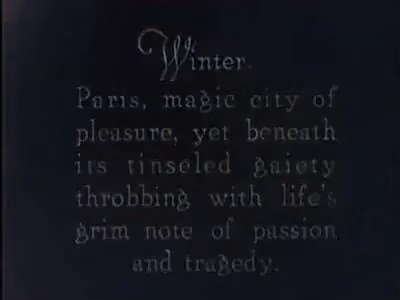 Winter.
Paris, magic city of
pleasure, yet beneath
its tinseled gaiety
throbbing with life's
grim note of passion
and tragedy.